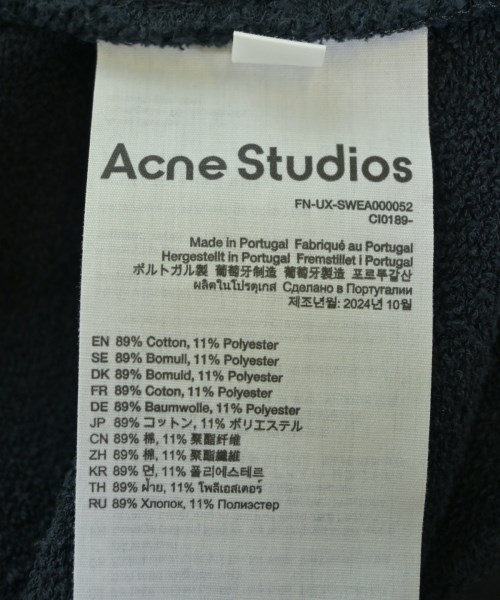 Acne Studios
FN-UX-SWEA000052
CI0189-
Made in Portugal Fabriqué au Portugal
Hergestellt in Portugal Fremstillet i Portugal
ポルトガル製 葡萄牙制造 葡萄牙製造 포르투갈산
ผลิตในโปรตุเกส Сделано в Португалии
제조년월: 2024년 10월
EN 89% Cotton, 11% Polyester
SE 89% Bomull, 11% Polyester
DK 89% Bomuld, 11% Polyester
FR 89% Coton, 11% Polyester
DE 89% Baumwolle, 11% Polyester
JP 89% コットン, 11% ポリエステル
CN 89% 棉, 11% 聚酯纤维
ZH 89% 棉, 11% 聚酯纖維
KR 89% 면, 11% 폴리에스테르
TH 89% ฝ้าย, 11% โพลีเอสเตอร์
RU 89% Хлопок, 11% Полиэстер